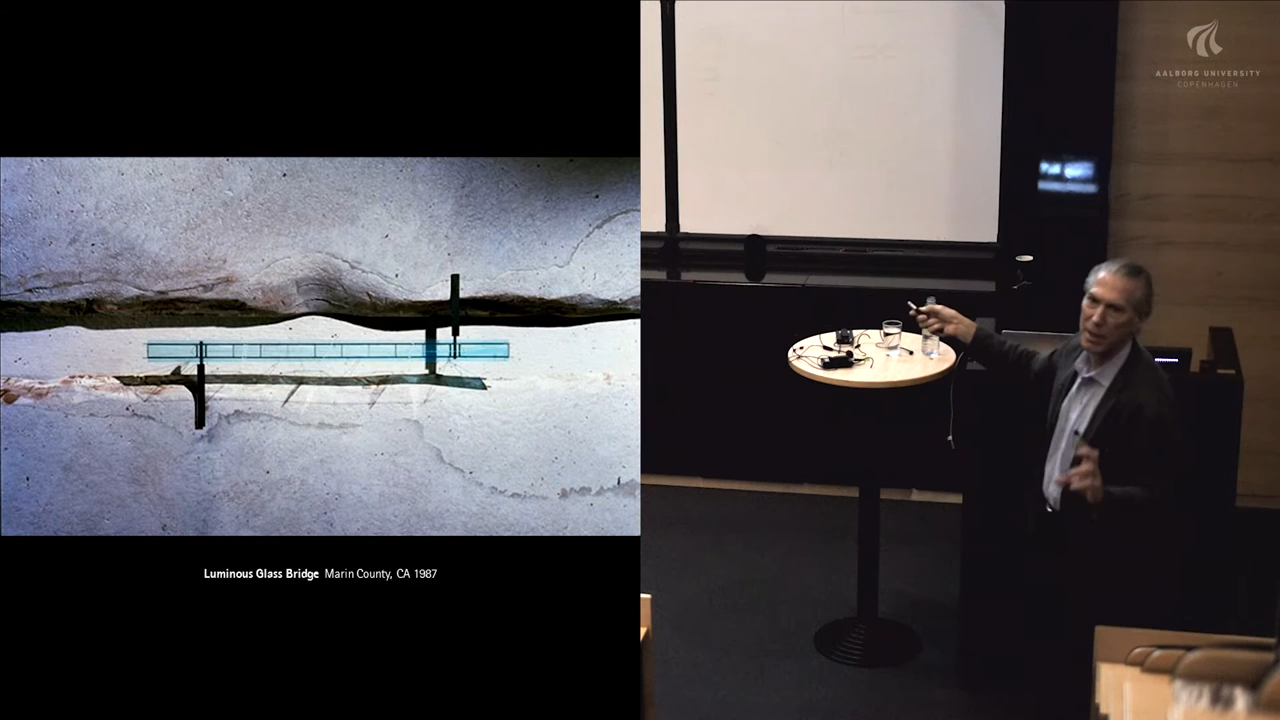 AALBORG UNIVERSITY
COPENHAGEN
Luminous Glass Bridge Marin County, CA 1987